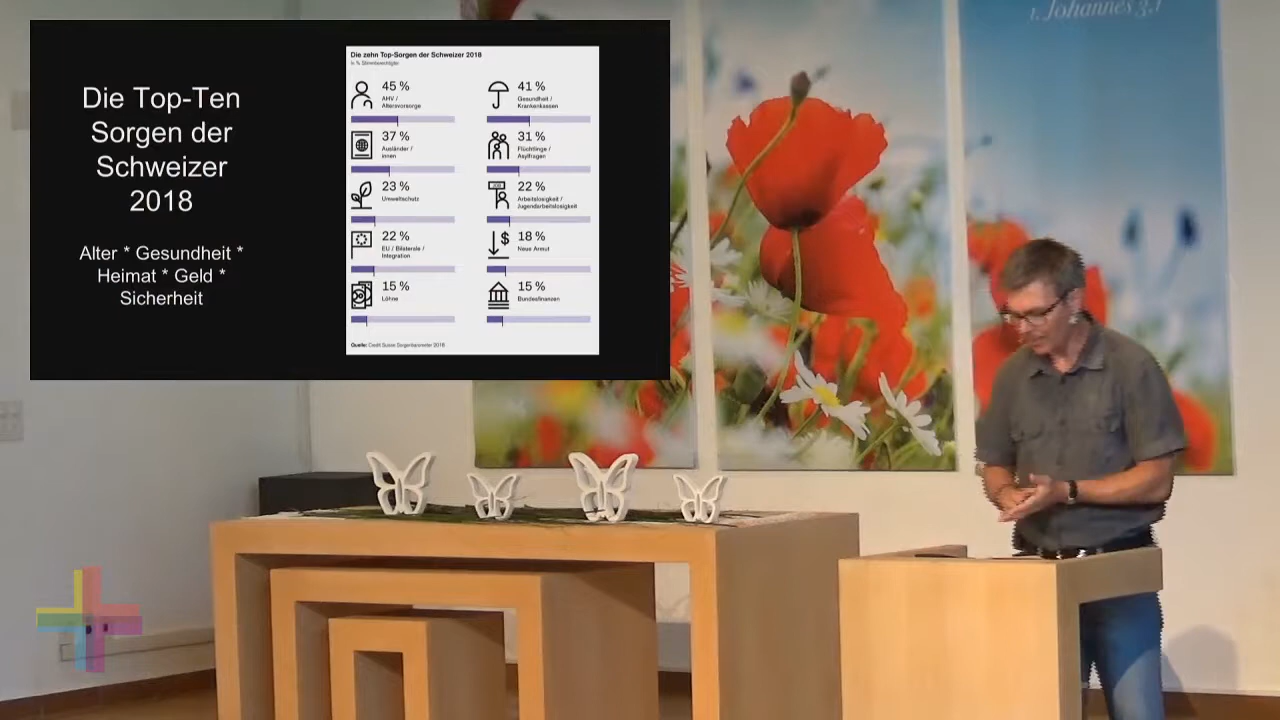 Die Top-Ten
Sorgen der
Schweizer
2018
Alter * Gesundheit *
Heimat * Geld *
Sicherheit
Die zehn Top-Sorgen der Schweizer 2018
In % Stimmberechtigter
45 %
AHV /
Altersvorsorge
41 %
Gesundheit /
Krankenkassen
37 %
Ausländer /
innen
31 %
Flüchtlinge /
Asylfragen
23 %
Umweltschutz
22 %
Arbeitslosigkeit /
Jugendarbeitslosigkeit
22 %
EU / Bilaterale /
Integration
18 %
Neue Armut
15 %
Löhne
15 %
Bundesfinanzen
Quelle: Credit Suisse Sorgenbarometer 2018
1. Johannes 3,1